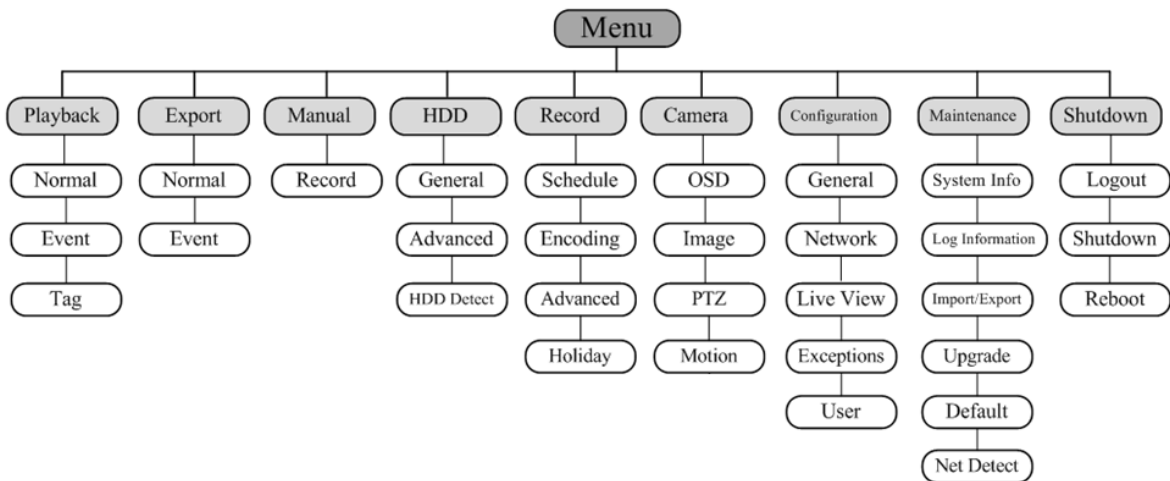 Menu
Playback
Export
Manual
HDD
Record
Camera
Configuration
Maintenance
Shutdown
Normal
Normal
Record
General
Schedule
OSD
General
System Info
Logout
Event
Event
Advanced
Encoding
Image
Network
Log Information
Shutdown
Tag
HDD Detect
Advanced
PTZ
Live View
Import/Export
Reboot
Holiday
Motion
Exceptions
Upgrade
User
Default
Net Detect